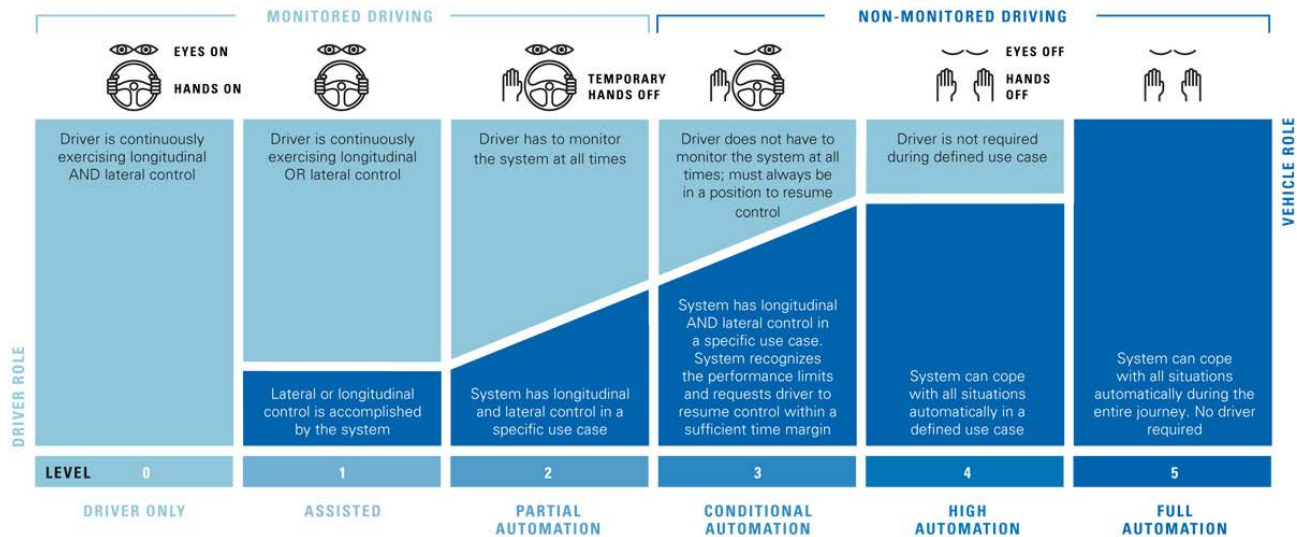 MONITORED DRIVING
NON-MONITORED DRIVING
EYES ON
HANDS ON
TEMPORARY
HANDS OFF
EYES OFF
HANDS
OFF
Driver is continuously
exercising longitudinal
AND lateral control
Driver is continuously
exercising longitudinal
OR lateral control
Driver has to monitor
the system at all times
Driver does not have to
monitor the system at all
times; must always be
in a position to resume
control
Driver is not required
during defined use case
VEHICLE ROLE
DRIVER ROLE
Lateral or longitudinal
control is accomplished
by the system
System has longitudinal
and lateral control in a
specific use case
System has longitudinal
AND lateral control in
a specific use case.
System recognizes
the performance limits
and requests driver to
resume control within a
sufficient time margin
System can cope
with all situations
automatically in a
defined use case
System can cope
with all situations
automatically during the
entire journey. No driver
required
LEVEL 0 1 2 3 4 5
DRIVER ONLY
ASSISTED
PARTIAL
AUTOMATION
CONDITIONAL
AUTOMATION
HIGH
AUTOMATION
FULL
AUTOMATION